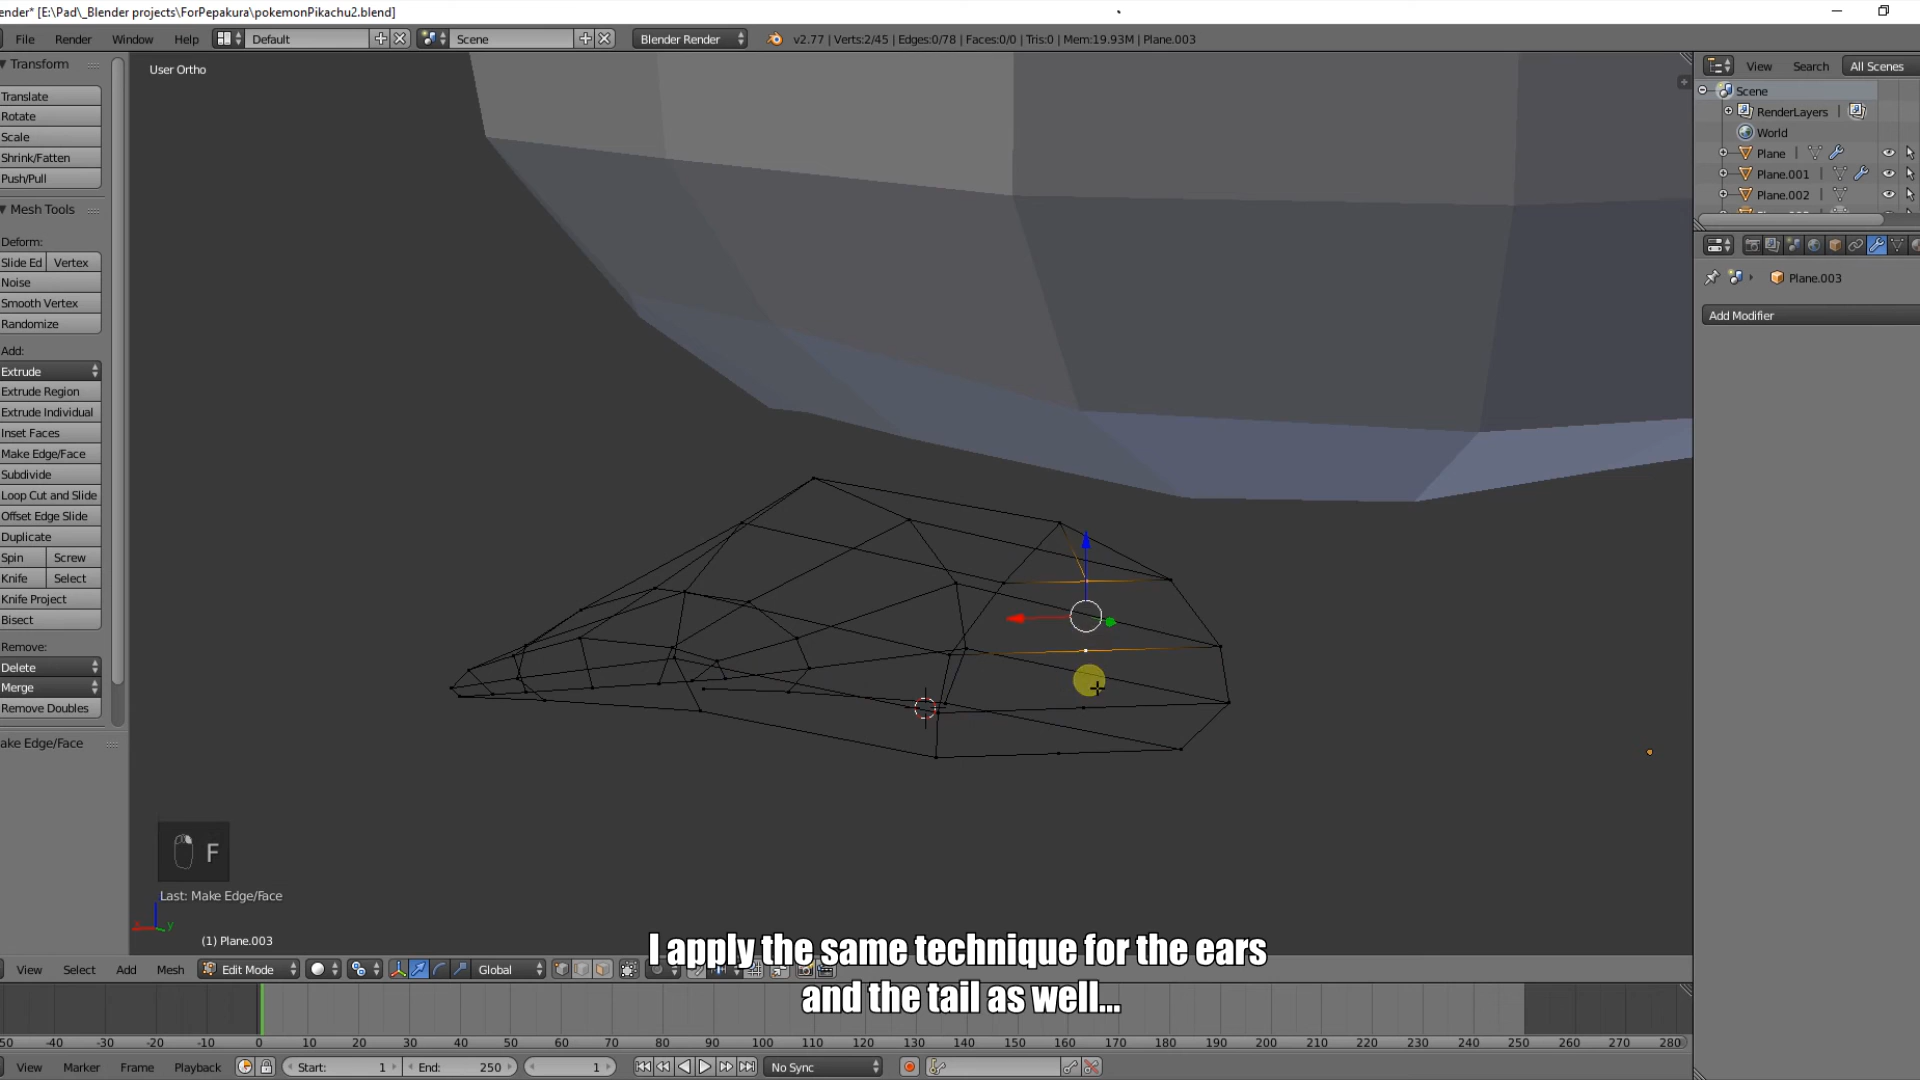 ender* [E:\Pad\_Blender projects\ForPepakura\pokemonPikachu2.blend]
File Render Window Help Default Scene Blender Render v2.77 | Verts:2/45 | Edges:0/78 | Faces:0/0 | Tris:0 | Mem:19.93M | Plane.003
Transform
Translate
Rotate
Scale
Shrink/Fatten
Push/Pull
Mesh Tools
Deform:
Slide Ed Vertex
Noise
Smooth Vertex
Randomize
Add:
Extrude
Extrude Region
Extrude Individual
Inset Faces
Make Edge/Face
Subdivide
Loop Cut and Slide
Offset Edge Slide
Duplicate
Spin Screw
Knife Select
Knife Project
Bisect
Remove:
Delete
Merge
Remove Doubles
ake Edge/Face
User Ortho
F
Last: Make Edge/Face
x y
(1) Plane.003
View Search All Scenes
Scene
RenderLayers |
World
Plane |
Plane.001
Plane.002
Plane.003
Add Modifier
I apply the same technique for the ears
and the tail as well...
View Select Add Mesh Edit Mode Global
50 -40 -30 -20 -10 0 10 20 30 40 50 60 70 80 90 100 110 120 130 140 150 160 170 180 190 200 210 220 230 240 250 260 270 280
View Marker Frame Playback Start: 1 End: 250 1 No Sync